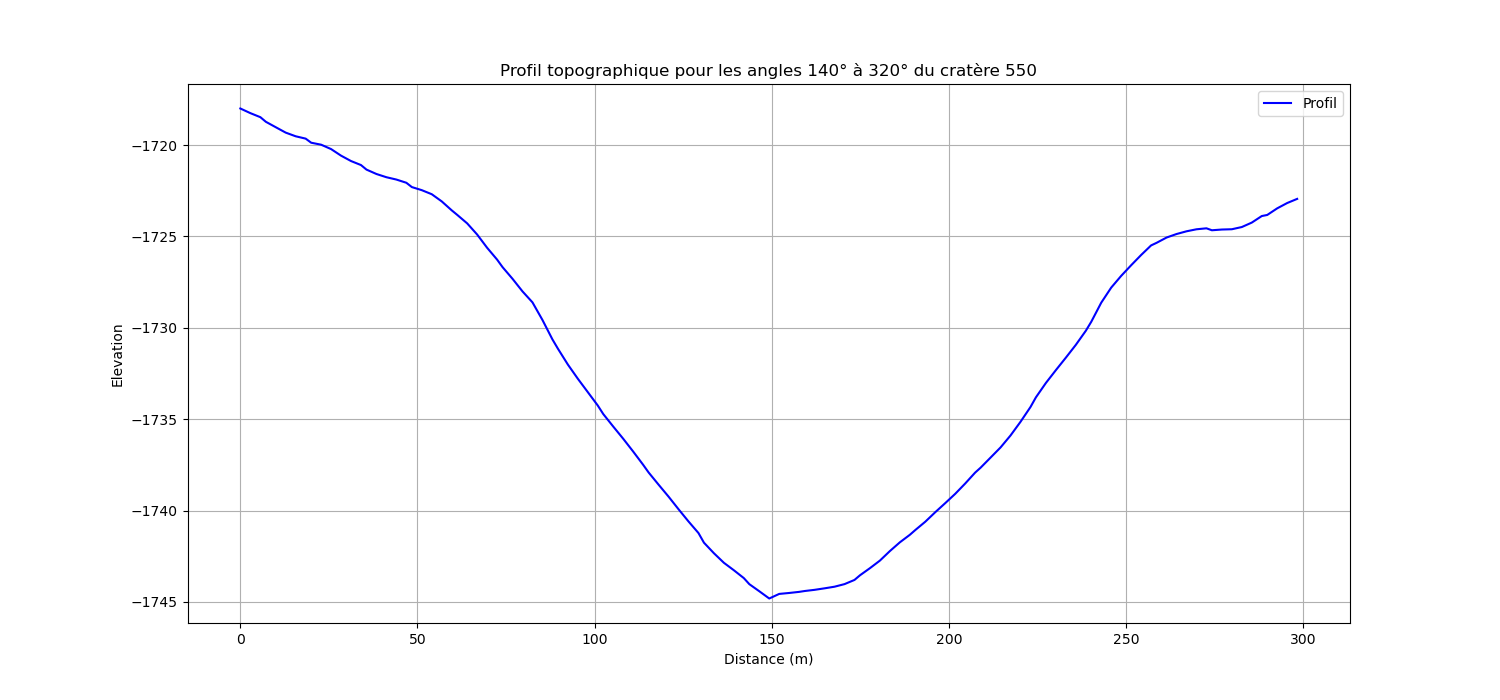 Profil topographique pour les angles 140° à 320° du cratère 550
Profil
−1720
−1725
−1730
−1735
−1740
−1745
Elevation
0 50 100 150 200 250 300
Distance (m)